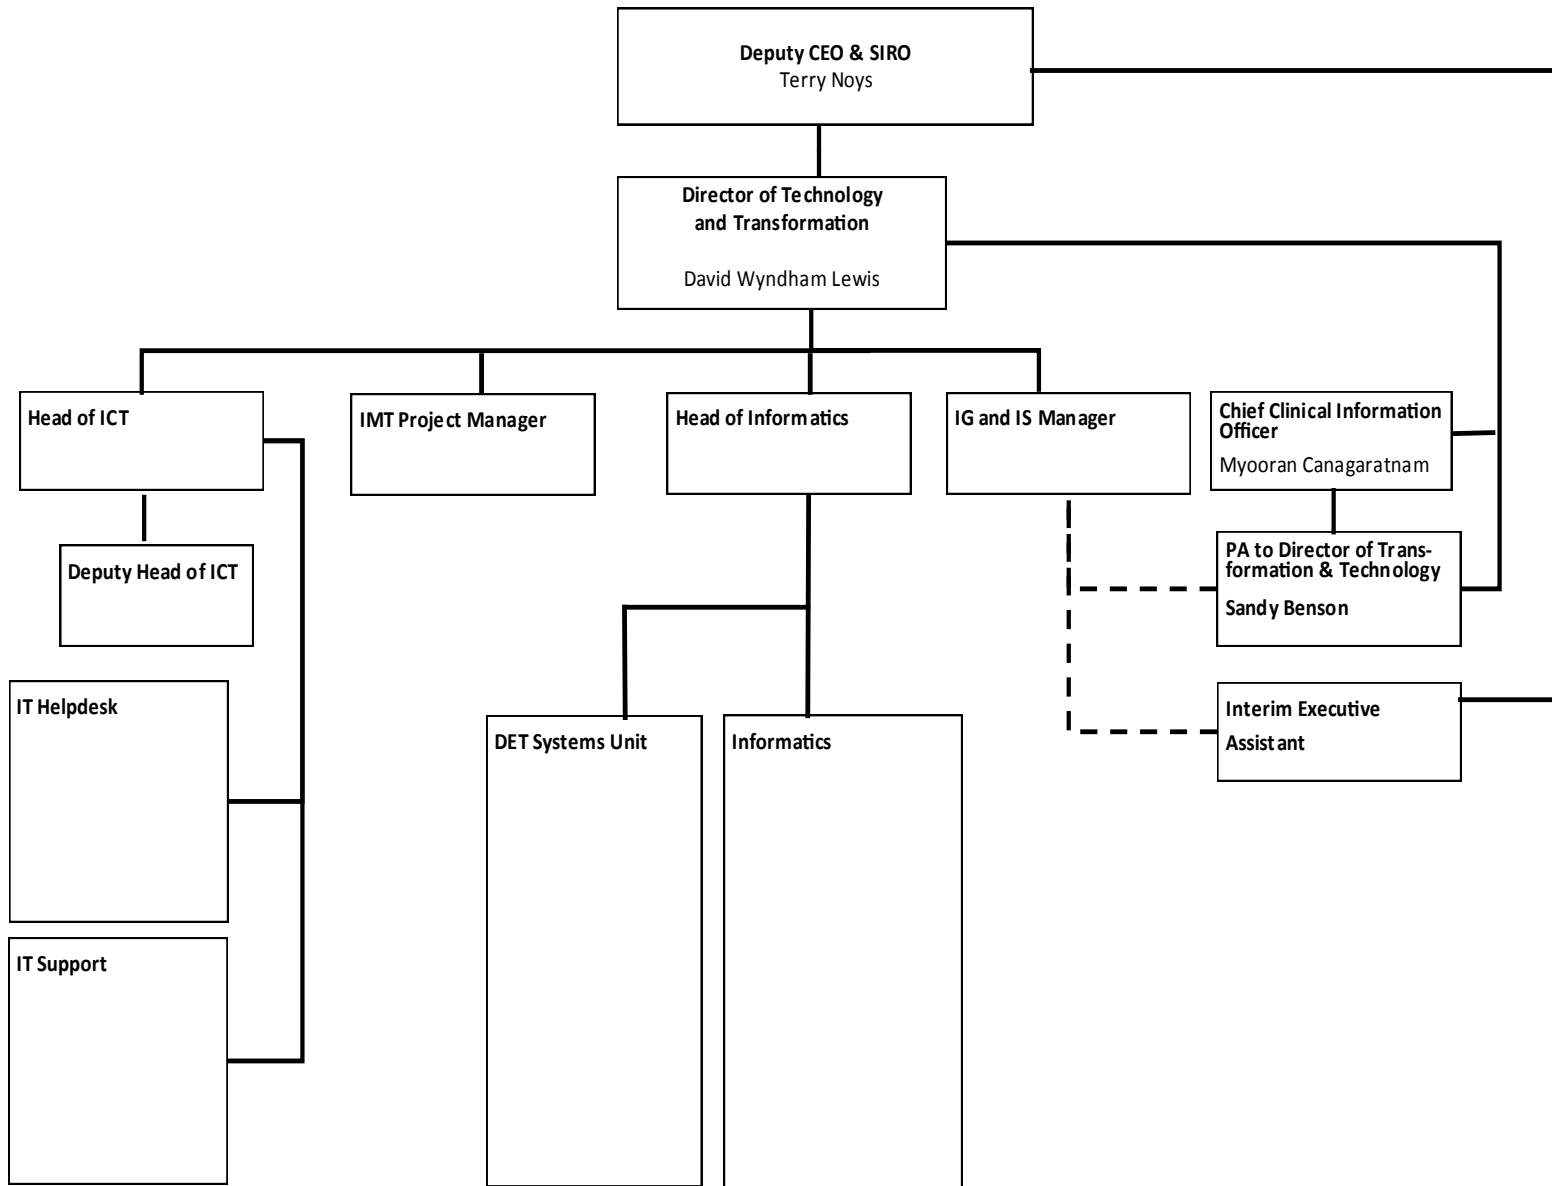 Deputy CEO & SIRO
Terry Noys
Director of Technology
and Transformation
David Wyndham Lewis
Head of ICT
IMT Project Manager
Head of Informatics
IG and IS Manager
Chief Clinical Information
Officer
Myooran Canagaratnam
Deputy Head of ICT
PA to Director of Trans-
formation & Technology
Sandy Benson
IT Helpdesk
DET Systems Unit
Informatics
Interim Executive
Assistant
IT Support